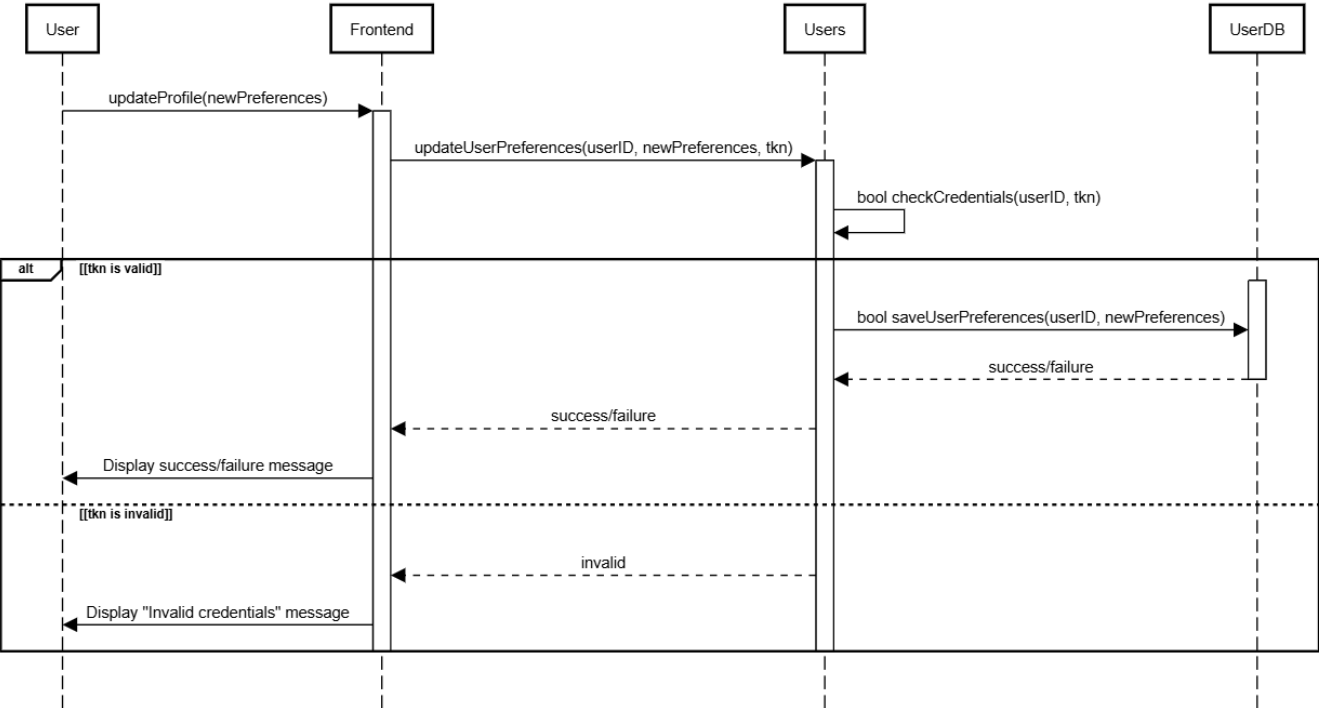 User
Frontend
Users
UserDB
updateProfile(newPreferences)
updateUserPreferences(userID, newPreferences, tkn)
bool checkCredentials(userID, tkn)
alt
[[tkn is valid]]
bool saveUserPreferences(userID, newPreferences)
success/failure
success/failure
Display success/failure message
[[tkn is invalid]]
invalid
Display "Invalid credentials" message